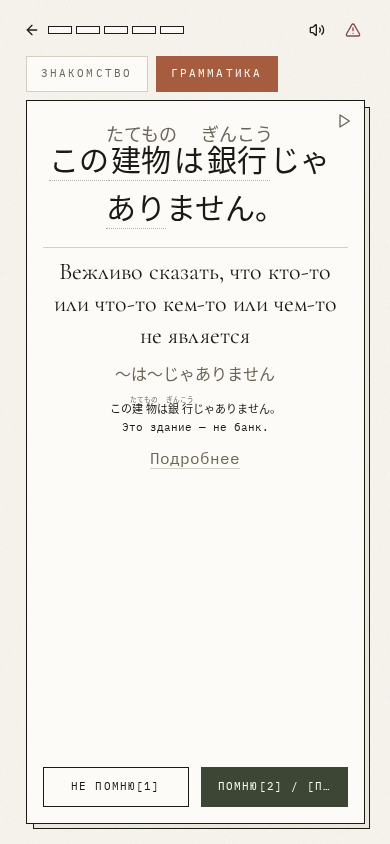 ЗНАКОМСТВО
ГРАММАТИКА
たてもの ぎんこう
この建物は銀行じゃ
ありません。
Вежливо сказать, что кто-то
или что-то кем-то или чем-то
не является
〜は〜じゃありません
たてもの ぎんこう
この建物は銀行じゃありません。
Это здание — не банк.
Подробнее
НЕ ПОМНЮ[1]
ПОМНЮ[2] / [П…